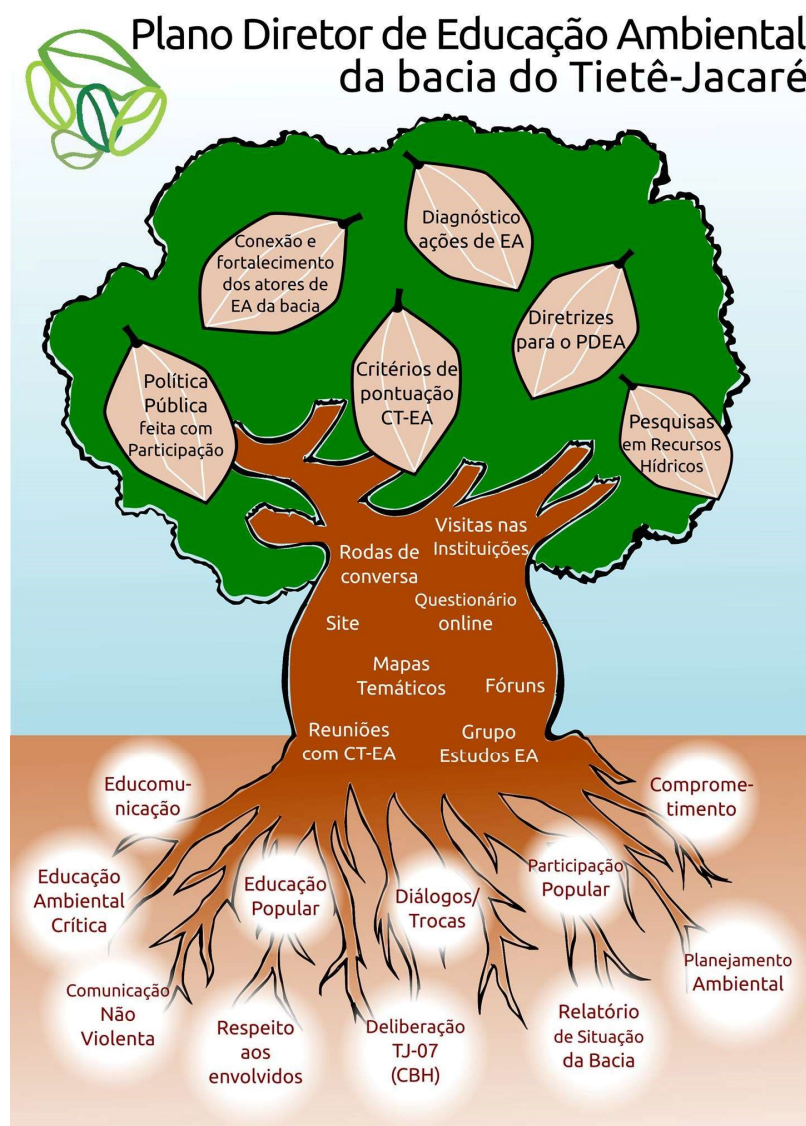 Plano Diretor de Educação Ambiental
da bacia do Tietê-Jacaré
Diagnóstico
ações de EA
Conexão e
fortalecimento
dos atores de
EA da bacia
Diretrizes
para o PDEA
Critérios de
pontuação
CT-EA
Política
Pública
feita com
Participação
Pesquisas
em Recursos
Hídricos
Visitas nas
Instituições
Rodas de
conversa
Questionário
online
Site
Mapas
Temáticos
Fóruns
Reuniões
com CT-EA
Grupo
Estudos EA
Educomu-
nicação
Comprome-
timento
Educação
Ambiental
Crítica
Educação
Popular
Diálogos/
Trocas
Participação
Popular
Planejamento
Ambiental
Comunicação
Não
Violenta
Respeito
aos
envolvidos
Deliberação
TJ-07
(CBH)
Relatório
de Situação
da Bacia